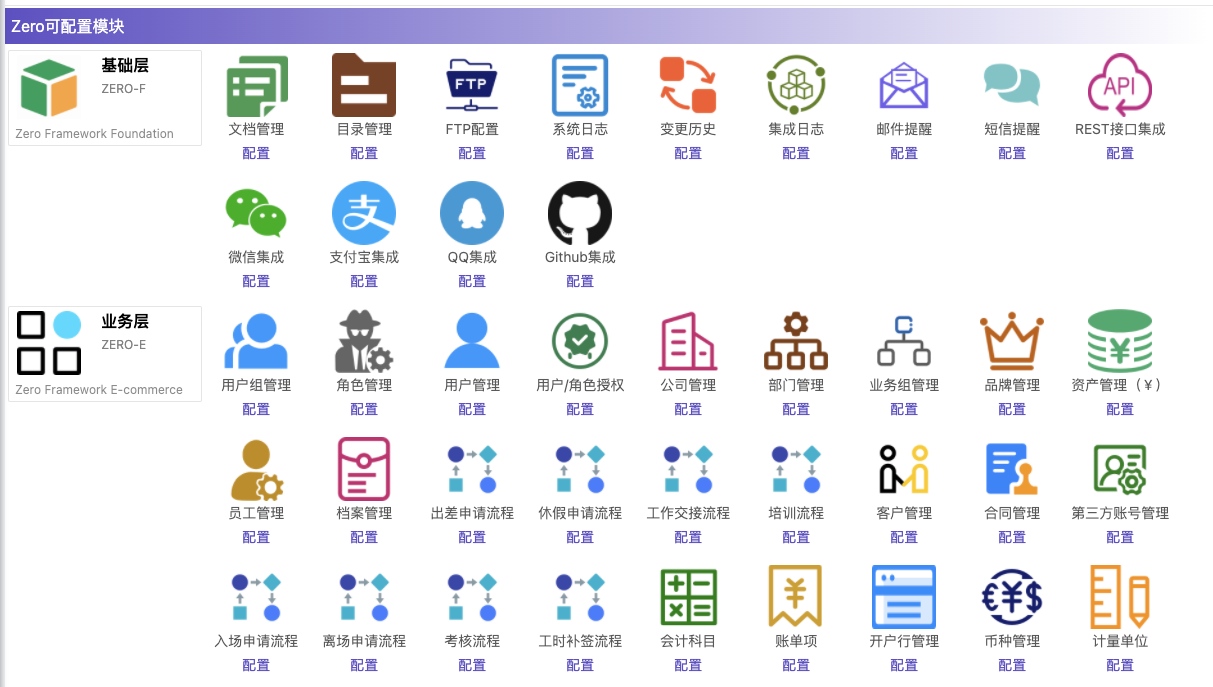 Zero可配置模块
基础层
ZERO-F
Zero Framework Foundation
FTP
API
文档管理 目录管理 FTP配置 系统日志 变更历史 集成日志 邮件提醒 短信提醒 REST接口集成
配置 配置 配置 配置 配置 配置 配置 配置 配置
支
微信集成 支付宝集成 QQ集成 Github集成
配置 配置 配置 配置
业务层
ZERO-E
Zero Framework E-commerce
¥
用户组管理 角色管理 用户管理 用户/角色授权 公司管理 部门管理 业务组管理 品牌管理 资产管理（¥）
配置 配置 配置 配置 配置 配置 配置 配置 配置
员工管理 档案管理 出差申请流程 休假申请流程 工作交接流程 培训流程 客户管理 合同管理 第三方账号管理
配置 配置 配置 配置 配置 配置 配置 配置 配置
¥ €¥$
入场申请流程 离场申请流程 考核流程 工时补签流程 会计科目 账单项 开户行管理 币种管理 计量单位
配置 配置 配置 配置 配置 配置 配置 配置 配置